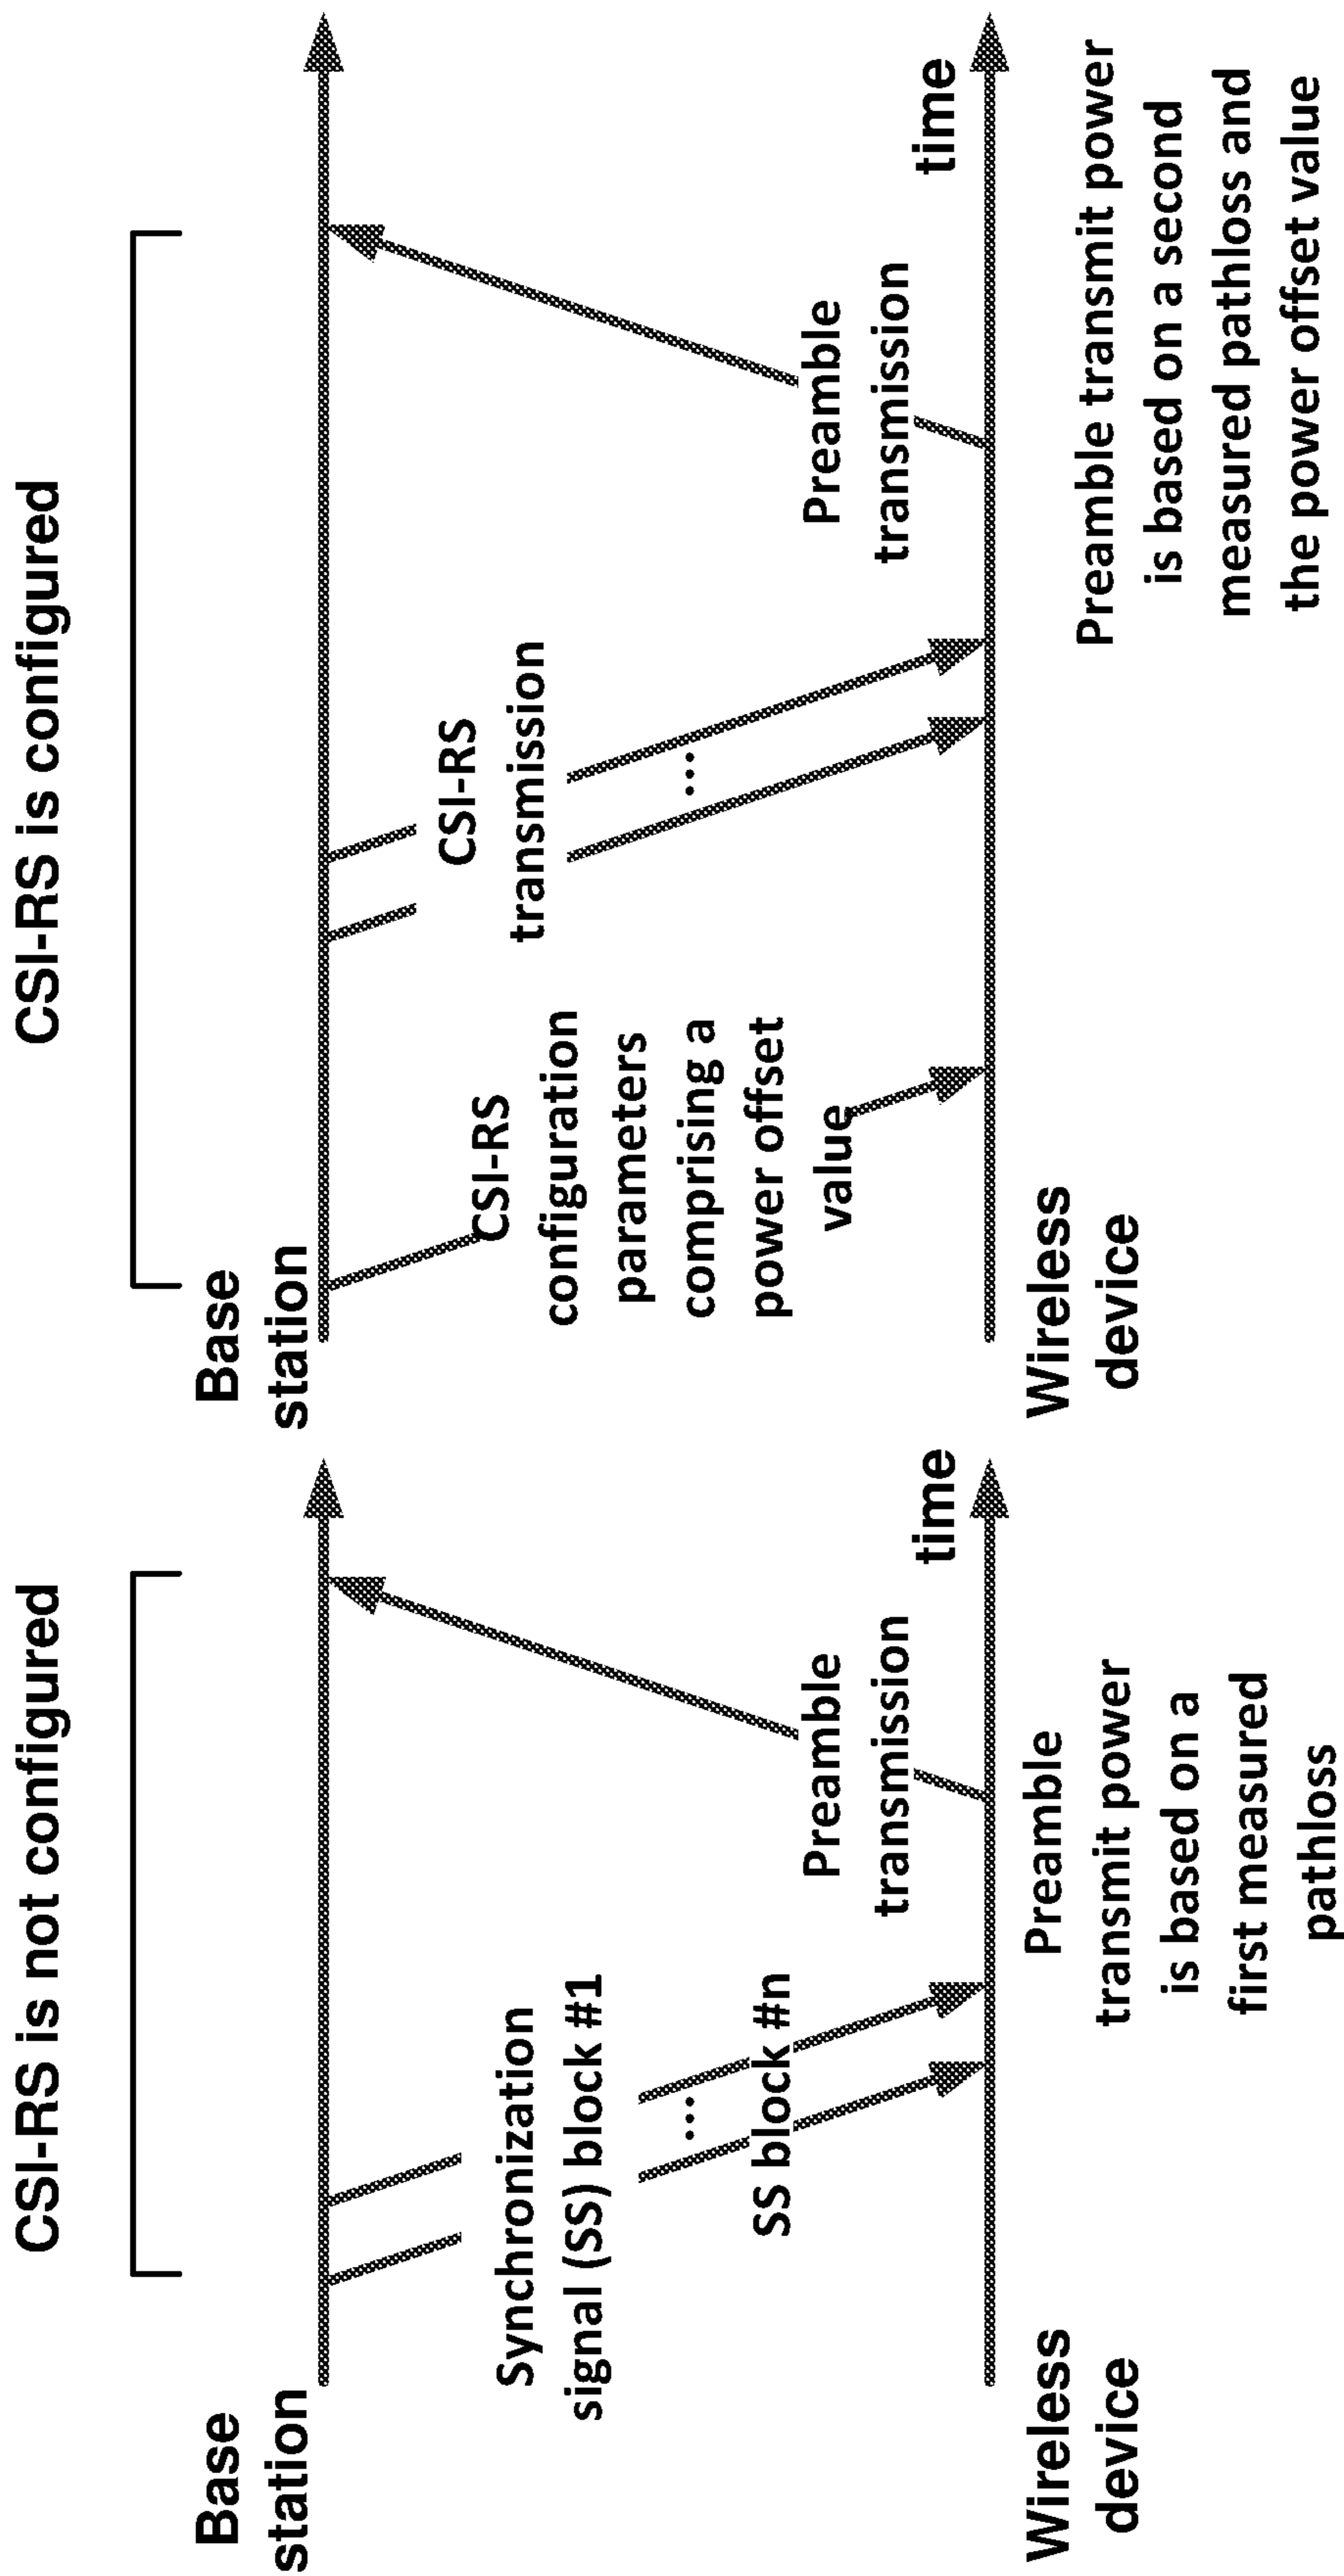 CSI-RS is not configured
Base
station
Synchronization
signal (SS) block #1
...
SS block #n
Preamble
transmission
time
Wireless
device
Preamble
transmit power
is based on a
first measured
pathloss
CSI-RS is configured
Base
station
CSI-RS
configuration
parameters
comprising a
power offset
value
CSI-RS
transmission
...
Preamble
transmission
time
Wireless
device
Preamble transmit power
is based on a second
measured pathloss and
the power offset value